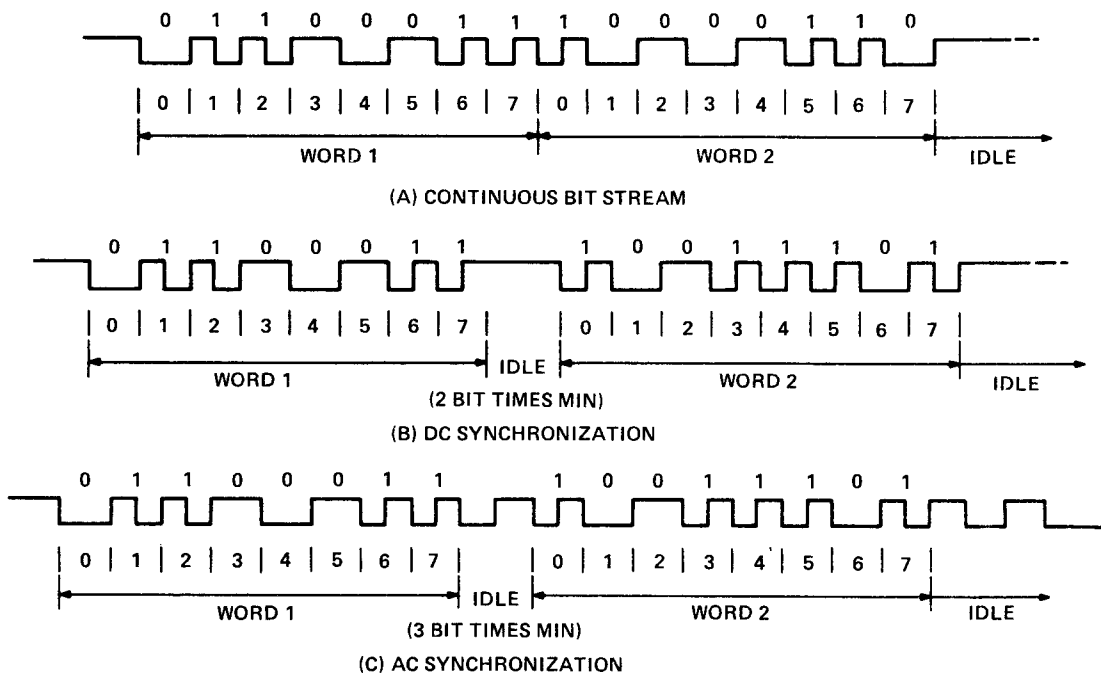 0 1 1 0 0 0 1 1 1 0 0 0 0 1 1 0
0 | 1 | 2 | 3 | 4 | 5 | 6 | 7 | 0 | 1 | 2 | 3 | 4 | 5 | 6 | 7
WORD 1 WORD 2 IDLE
(A) CONTINUOUS BIT STREAM
0 1 1 0 0 0 1 1 1 0 0 1 1 1 0 1
0 | 1 | 2 | 3 | 4 | 5 | 6 | 7 | 0 | 1 | 2 | 3 | 4 | 5 | 6 | 7
WORD 1 IDLE WORD 2 IDLE
(2 BIT TIMES MIN)
(B) DC SYNCHRONIZATION
0 1 1 0 0 0 1 1 1 0 0 1 1 1 0 1
0 | 1 | 2 | 3 | 4 | 5 | 6 | 7 | 0 | 1 | 2 | 3 | 4 | 5 | 6 | 7
WORD 1 IDLE WORD 2 IDLE
(3 BIT TIMES MIN)
(C) AC SYNCHRONIZATION